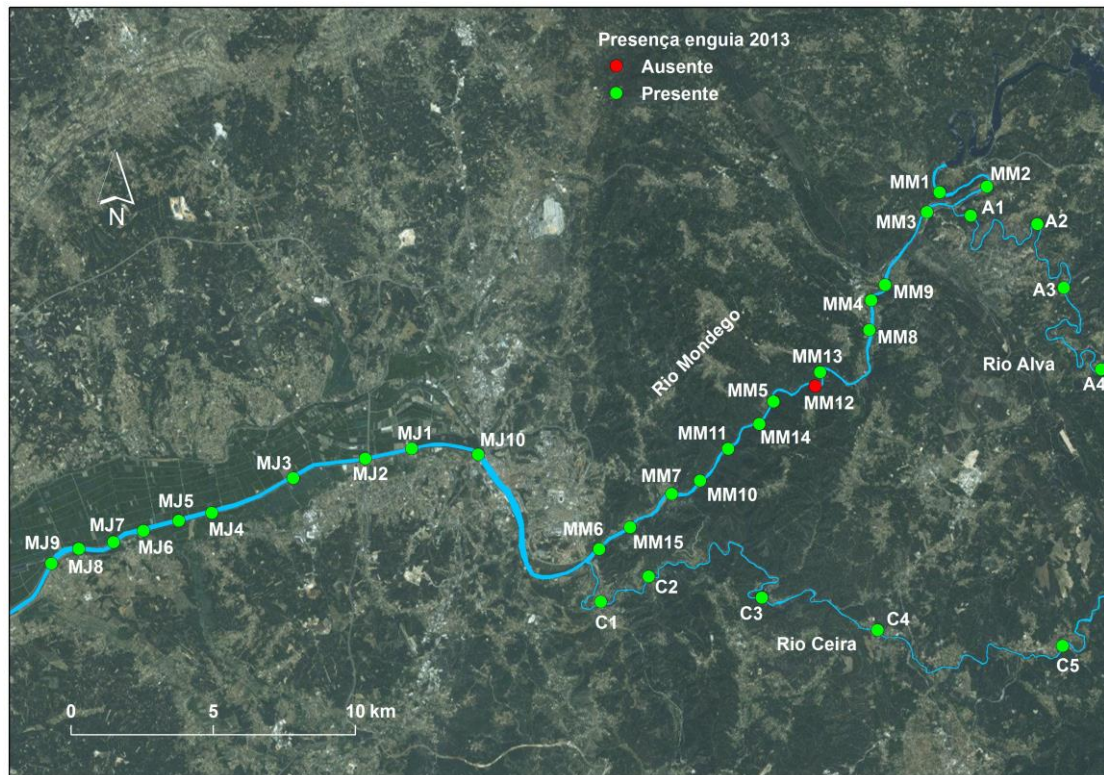 Presença enguia 2013
Ausente
Presente
N
MM1
MM2
MM3
A1
A2
A3
MM9
MM4
MM8
Rio Mondego
Rio Alva
MM13
A4
MM5
MM12
MM14
MM11
MJ1
MJ10
MJ2
MJ3
MM7
MM10
MJ5
MJ4
MJ7
MJ6
MJ9
MJ8
MM6
MM15
C2
C1
C3
C4
Rio Ceira
C5
0 5 10 km